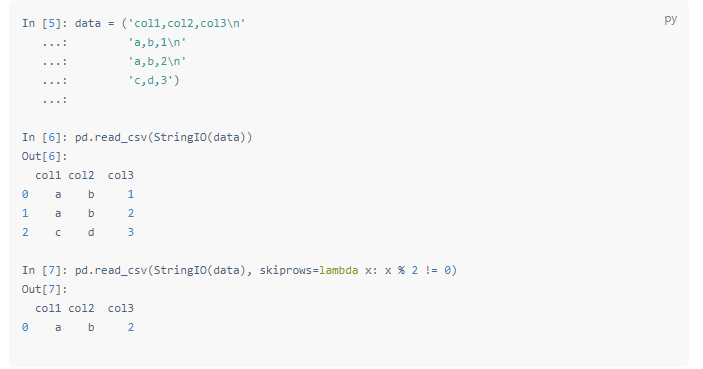 py
In [5]: data = ('col1,col2,col3\n'
   ...:         'a,b,1\n'
   ...:         'a,b,2\n'
   ...:         'c,d,3')
   ...:
In [6]: pd.read_csv(StringIO(data))
Out[6]:
  col1 col2  col3
0    a    b     1
1    a    b     2
2    c    d     3
In [7]: pd.read_csv(StringIO(data), skiprows=lambda x: x % 2 != 0)
Out[7]:
  col1 col2  col3
0    a    b     2